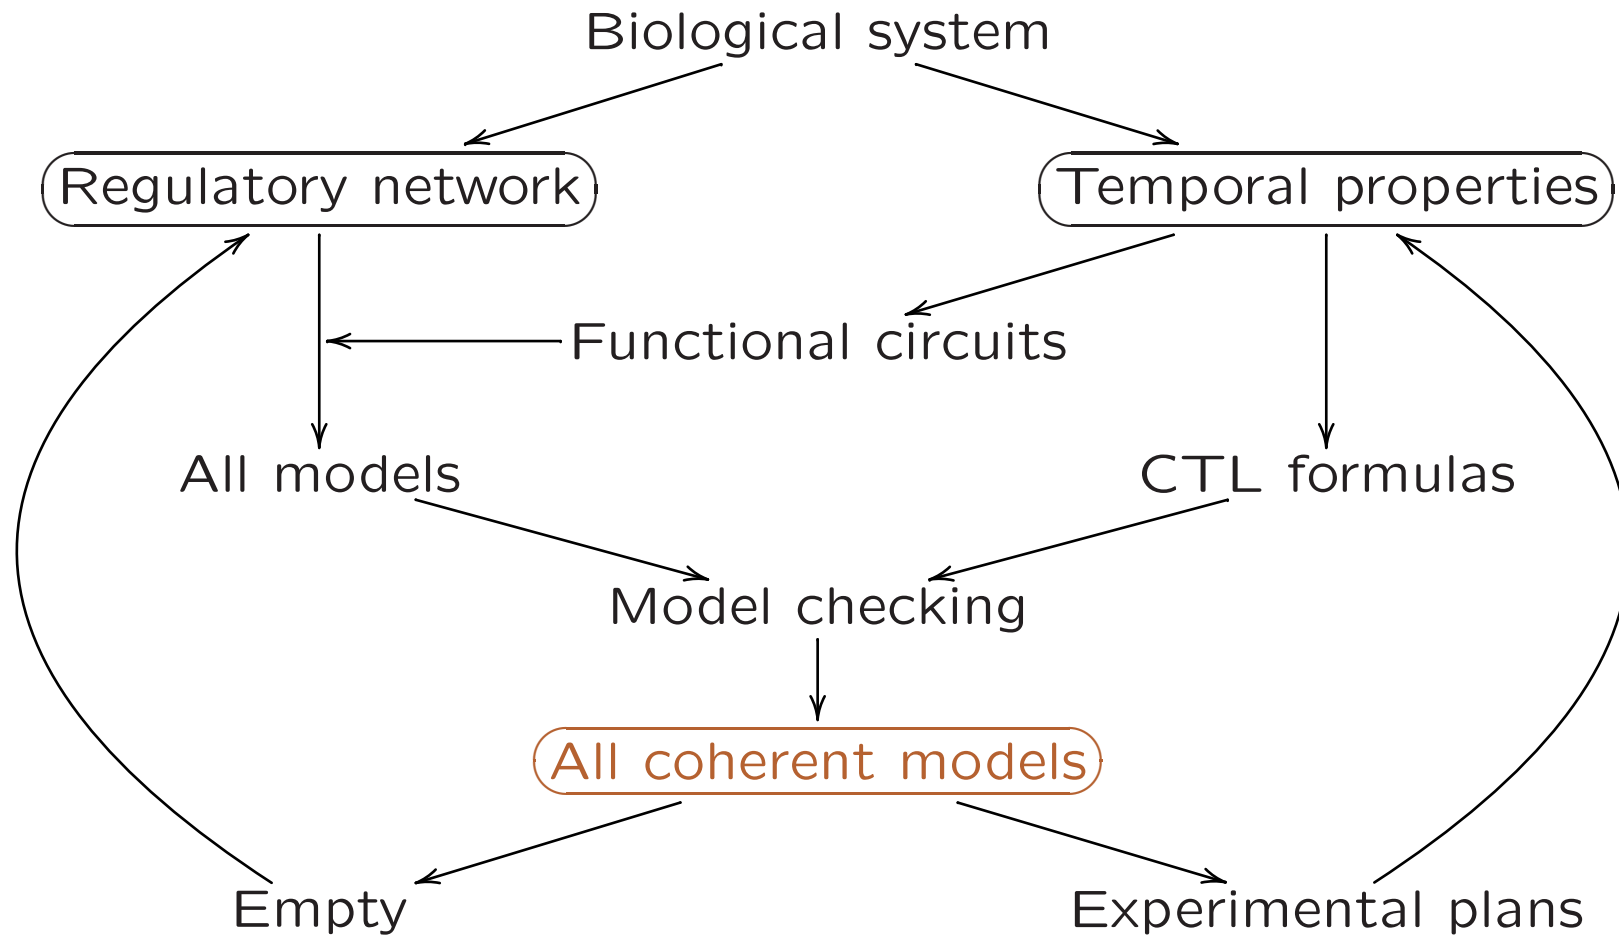 Biological system
Regulatory network
Temporal properties
Functional circuits
All models
CTL formulas
Model checking
All coherent models
Empty
Experimental plans